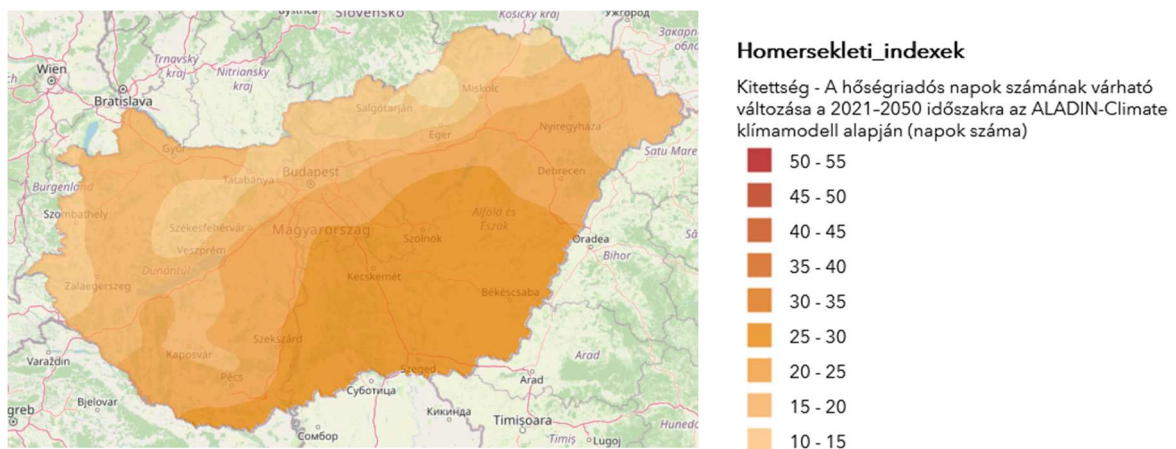 Slovensko
Košický kraj
Ужгород
Wien
Trnavský
kraj
Nitriansky
kraj
Bratislava
Salgótarján
Miskolc
Eger
Nyíregyháza
Satu Mare
Győr
Tatabánya
Budapest
Debrecen
Burgenland
Szombathely
Székesfehérvár
Veszprém
Magyarország
Alföld és
Észak
Szolnok
Oradea
Bihor
Dunántúl
Zalaegerszeg
Kecskemét
Békéscsaba
Szekszárd
Kaposvár
Pécs
Szeged
Varaždin
Arad
Arad
Bjelovar
Суботица
Кикинда
Timișoara
Сомбор
Timiș
Lugoj
Homersekleti_indexek
Kitettség - A hőségriadós napok számának várható
változása a 2021–2050 időszakra az ALADIN-Climate
klímamodell alapján (napok száma)
50 - 55
45 - 50
40 - 45
35 - 40
30 - 35
25 - 30
20 - 25
15 - 20
10 - 15